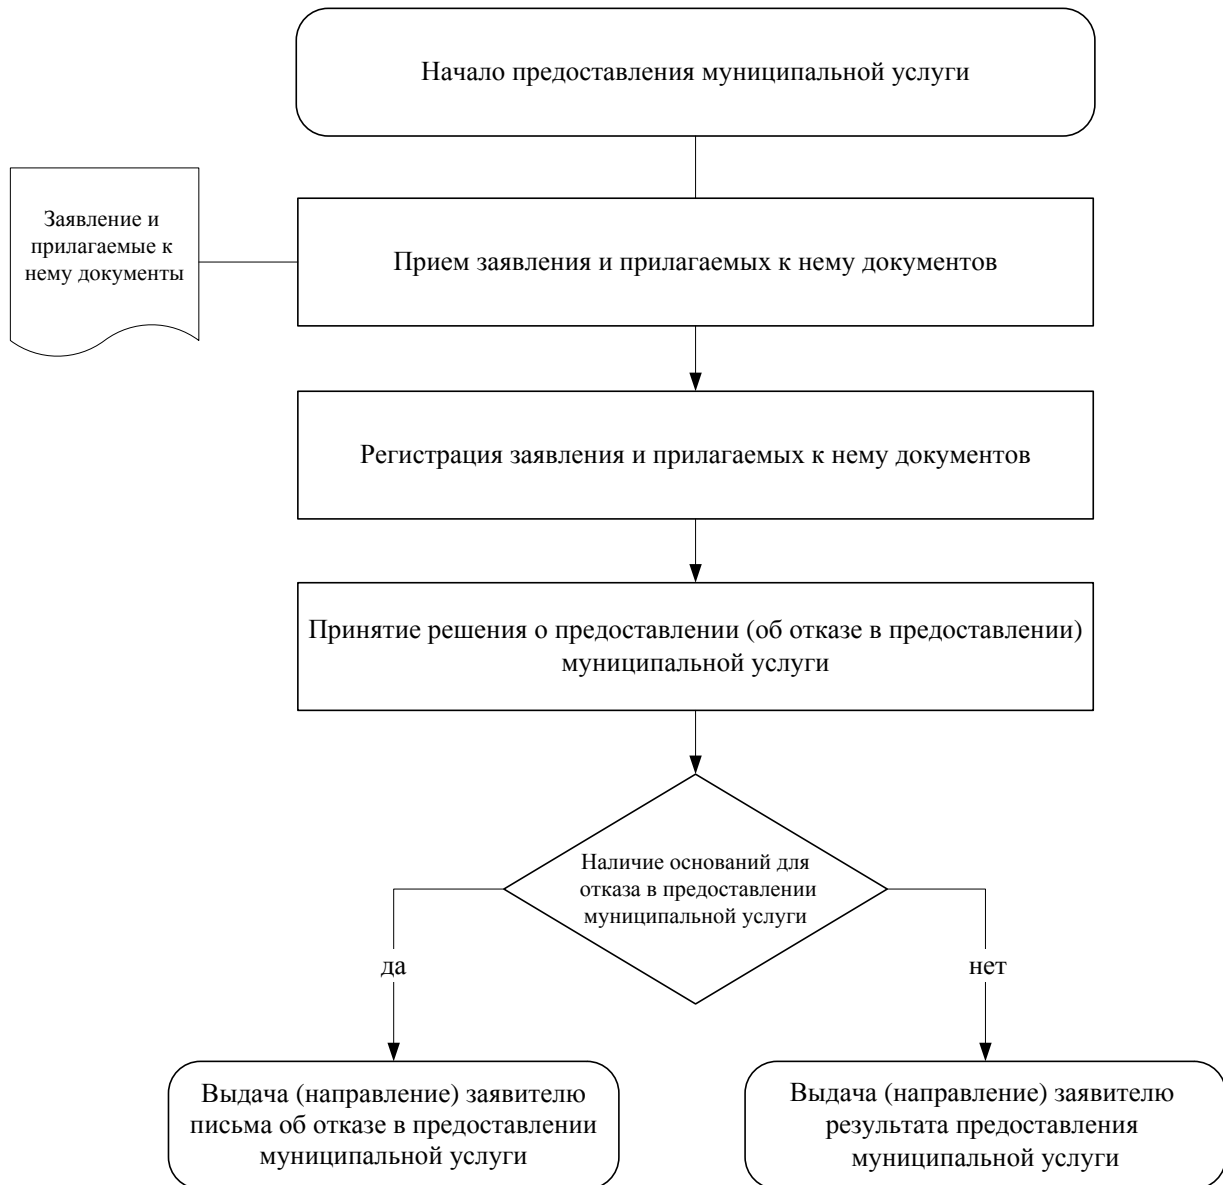 Начало предоставления муниципальной услуги
Заявление и
прилагаемые к
нему документы
Прием заявления и прилагаемых к нему документов
Регистрация заявления и прилагаемых к нему документов
Принятие решения о предоставлении (об отказе в предоставлении)
муниципальной услуги
Наличие оснований для
отказа в предоставлении
муниципальной услуги
да
нет
Выдача (направление) заявителю
письма об отказе в предоставлении
муниципальной услуги
Выдача (направление) заявителю
результата предоставления
муниципальной услуги